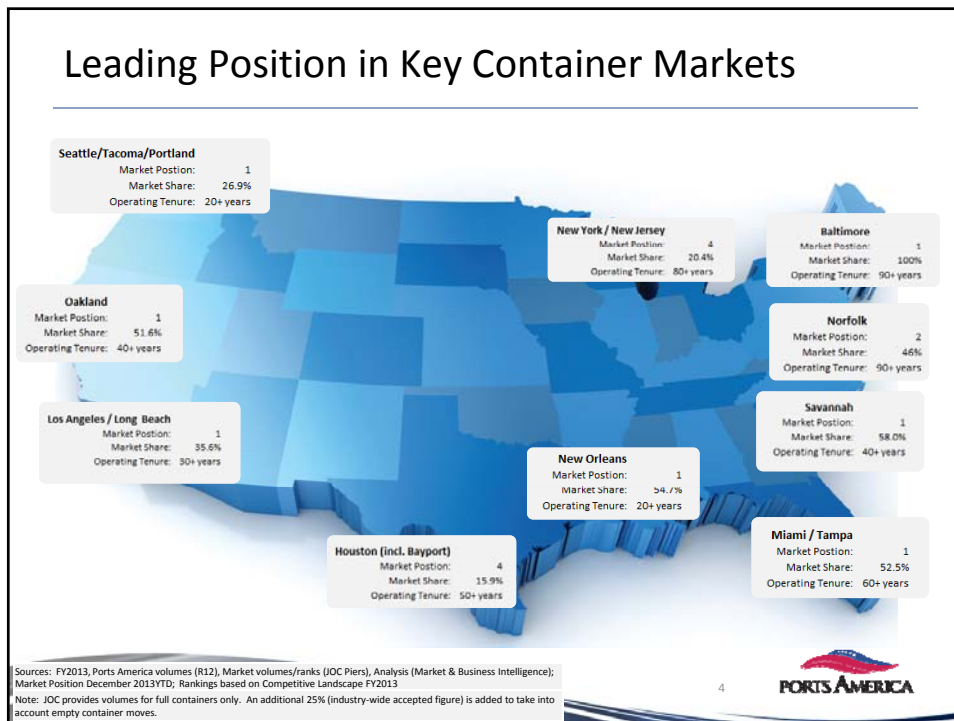 Leading Position in Key Container Markets
Seattle/Tacoma/Portland
Market Postion: 1
Market Share: 26.9%
Operating Tenure: 20+ years
New York / New Jersey
Market Postion: 4
Market Share: 20.4%
Operating Tenure: 80+ years
Baltimore
Market Postion: 1
Market Share: 100%
Operating Tenure: 90+ years
Oakland
Market Postion: 1
Market Share: 51.6%
Operating Tenure: 40+ years
Norfolk
Market Postion: 2
Market Share: 46%
Operating Tenure: 90+ years
Los Angeles / Long Beach
Market Postion: 1
Market Share: 35.6%
Operating Tenure: 30+ years
Savannah
Market Postion: 1
Market Share: 58.0%
Operating Tenure: 40+ years
New Orleans
Market Postion: 1
Market Share: 54.7%
Operating Tenure: 20+ years
Houston (incl. Bayport)
Market Postion: 4
Market Share: 15.9%
Operating Tenure: 50+ years
Miami / Tampa
Market Postion: 1
Market Share: 52.5%
Operating Tenure: 60+ years
Sources: FY2013, Ports America volumes (R12), Market volumes/ranks (JOC Piers), Analysis (Market & Business Intelligence);
Market Position December 2013YTD; Rankings based on Competitive Landscape FY2013
Note: JOC provides volumes for full containers only. An additional 25% (industry-wide accepted figure) is added to take into
account empty container moves.
4
PORTS AMERICA